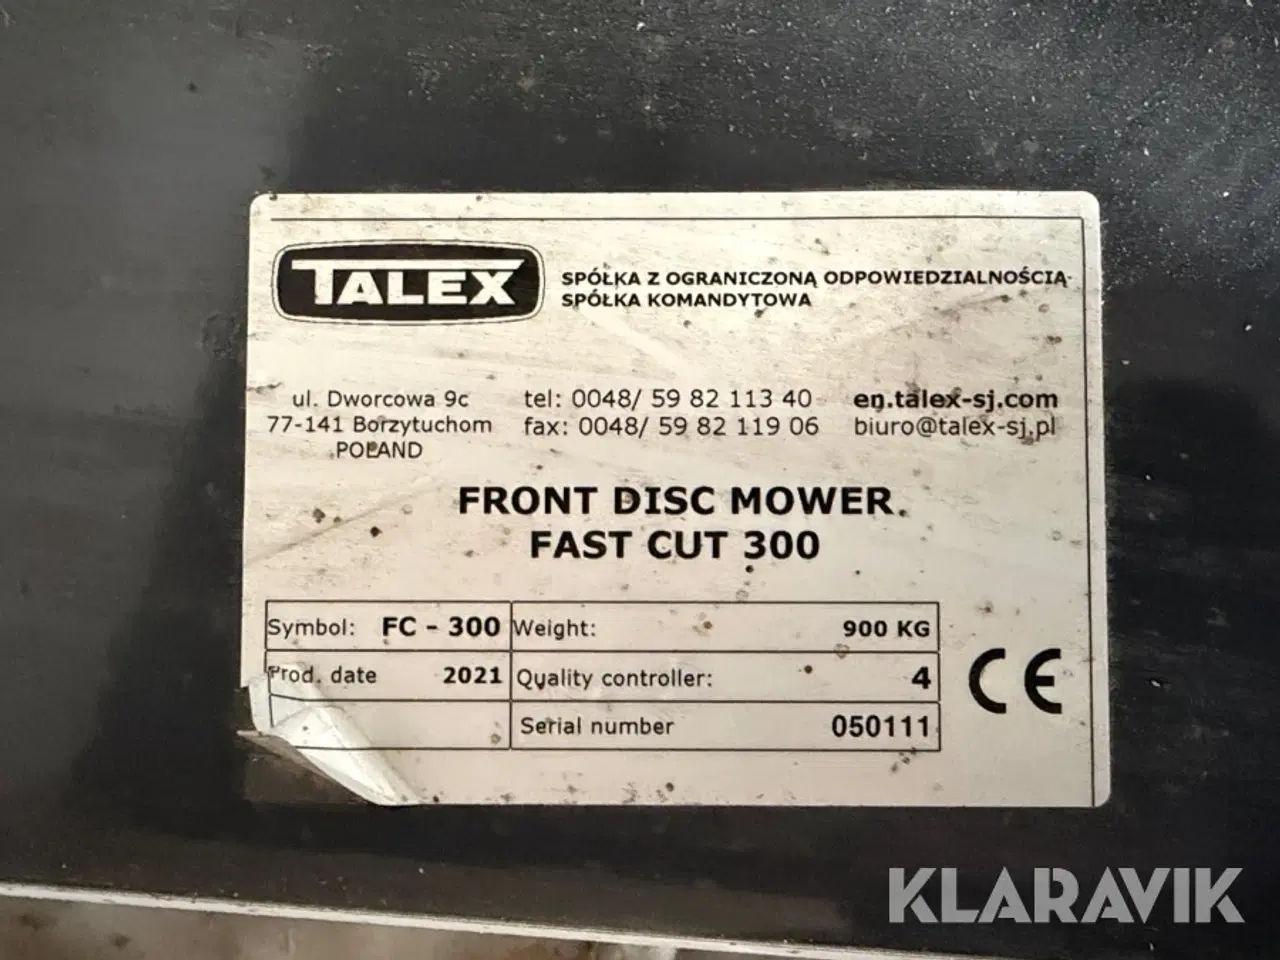 TALEX
SPÓŁKA Z OGRANICZONĄ ODPOWIEDZIALNOŚCIĄ
SPÓŁKA KOMANDYTOWA
ul. Dworcowa 9c
77-141 Borzytuchom
POLAND
tel: 0048/ 59 82 113 40
fax: 0048/ 59 82 119 06
en.talex-sj.com
biuro@talex-sj.pl
FRONT DISC MOWER
FAST CUT 300
Symbol: FC - 300 Weight: 900 KG
Prod. date 2021 Quality controller: 4
Serial number 050111
CE
KLARAVIK